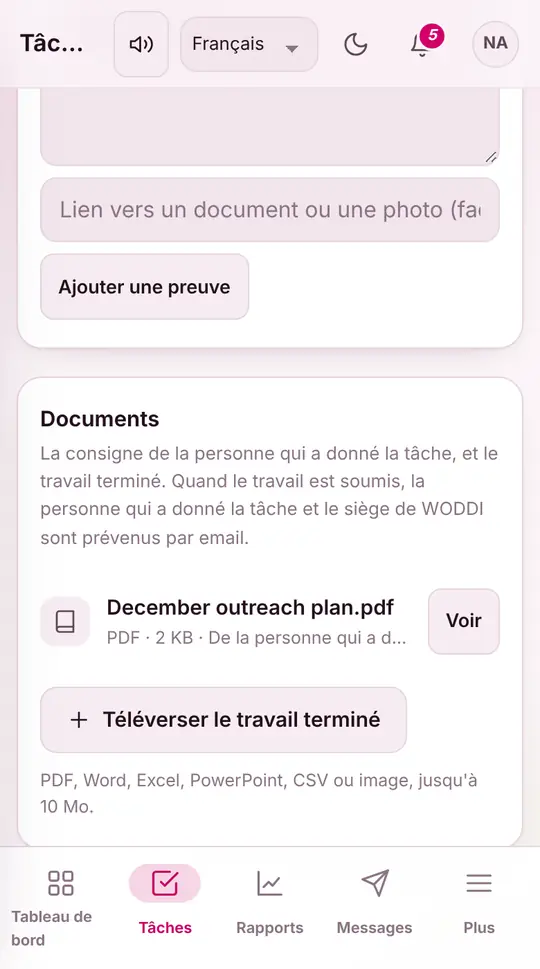 Tâc...
Français
5
NA
Lien vers un document ou une photo (fac
Ajouter une preuve
Documents
La consigne de la personne qui a donné la tâche, et le
travail terminé. Quand le travail est soumis, la
personne qui a donné la tâche et le siège de WODDI
sont prévenus par email.
December outreach plan.pdf
PDF · 2 KB · De la personne qui a d...
Voir
+ Téléverser le travail terminé
PDF, Word, Excel, PowerPoint, CSV ou image, jusqu'à
10 Mo.
Tableau de
bord
Tâches
Rapports
Messages
Plus